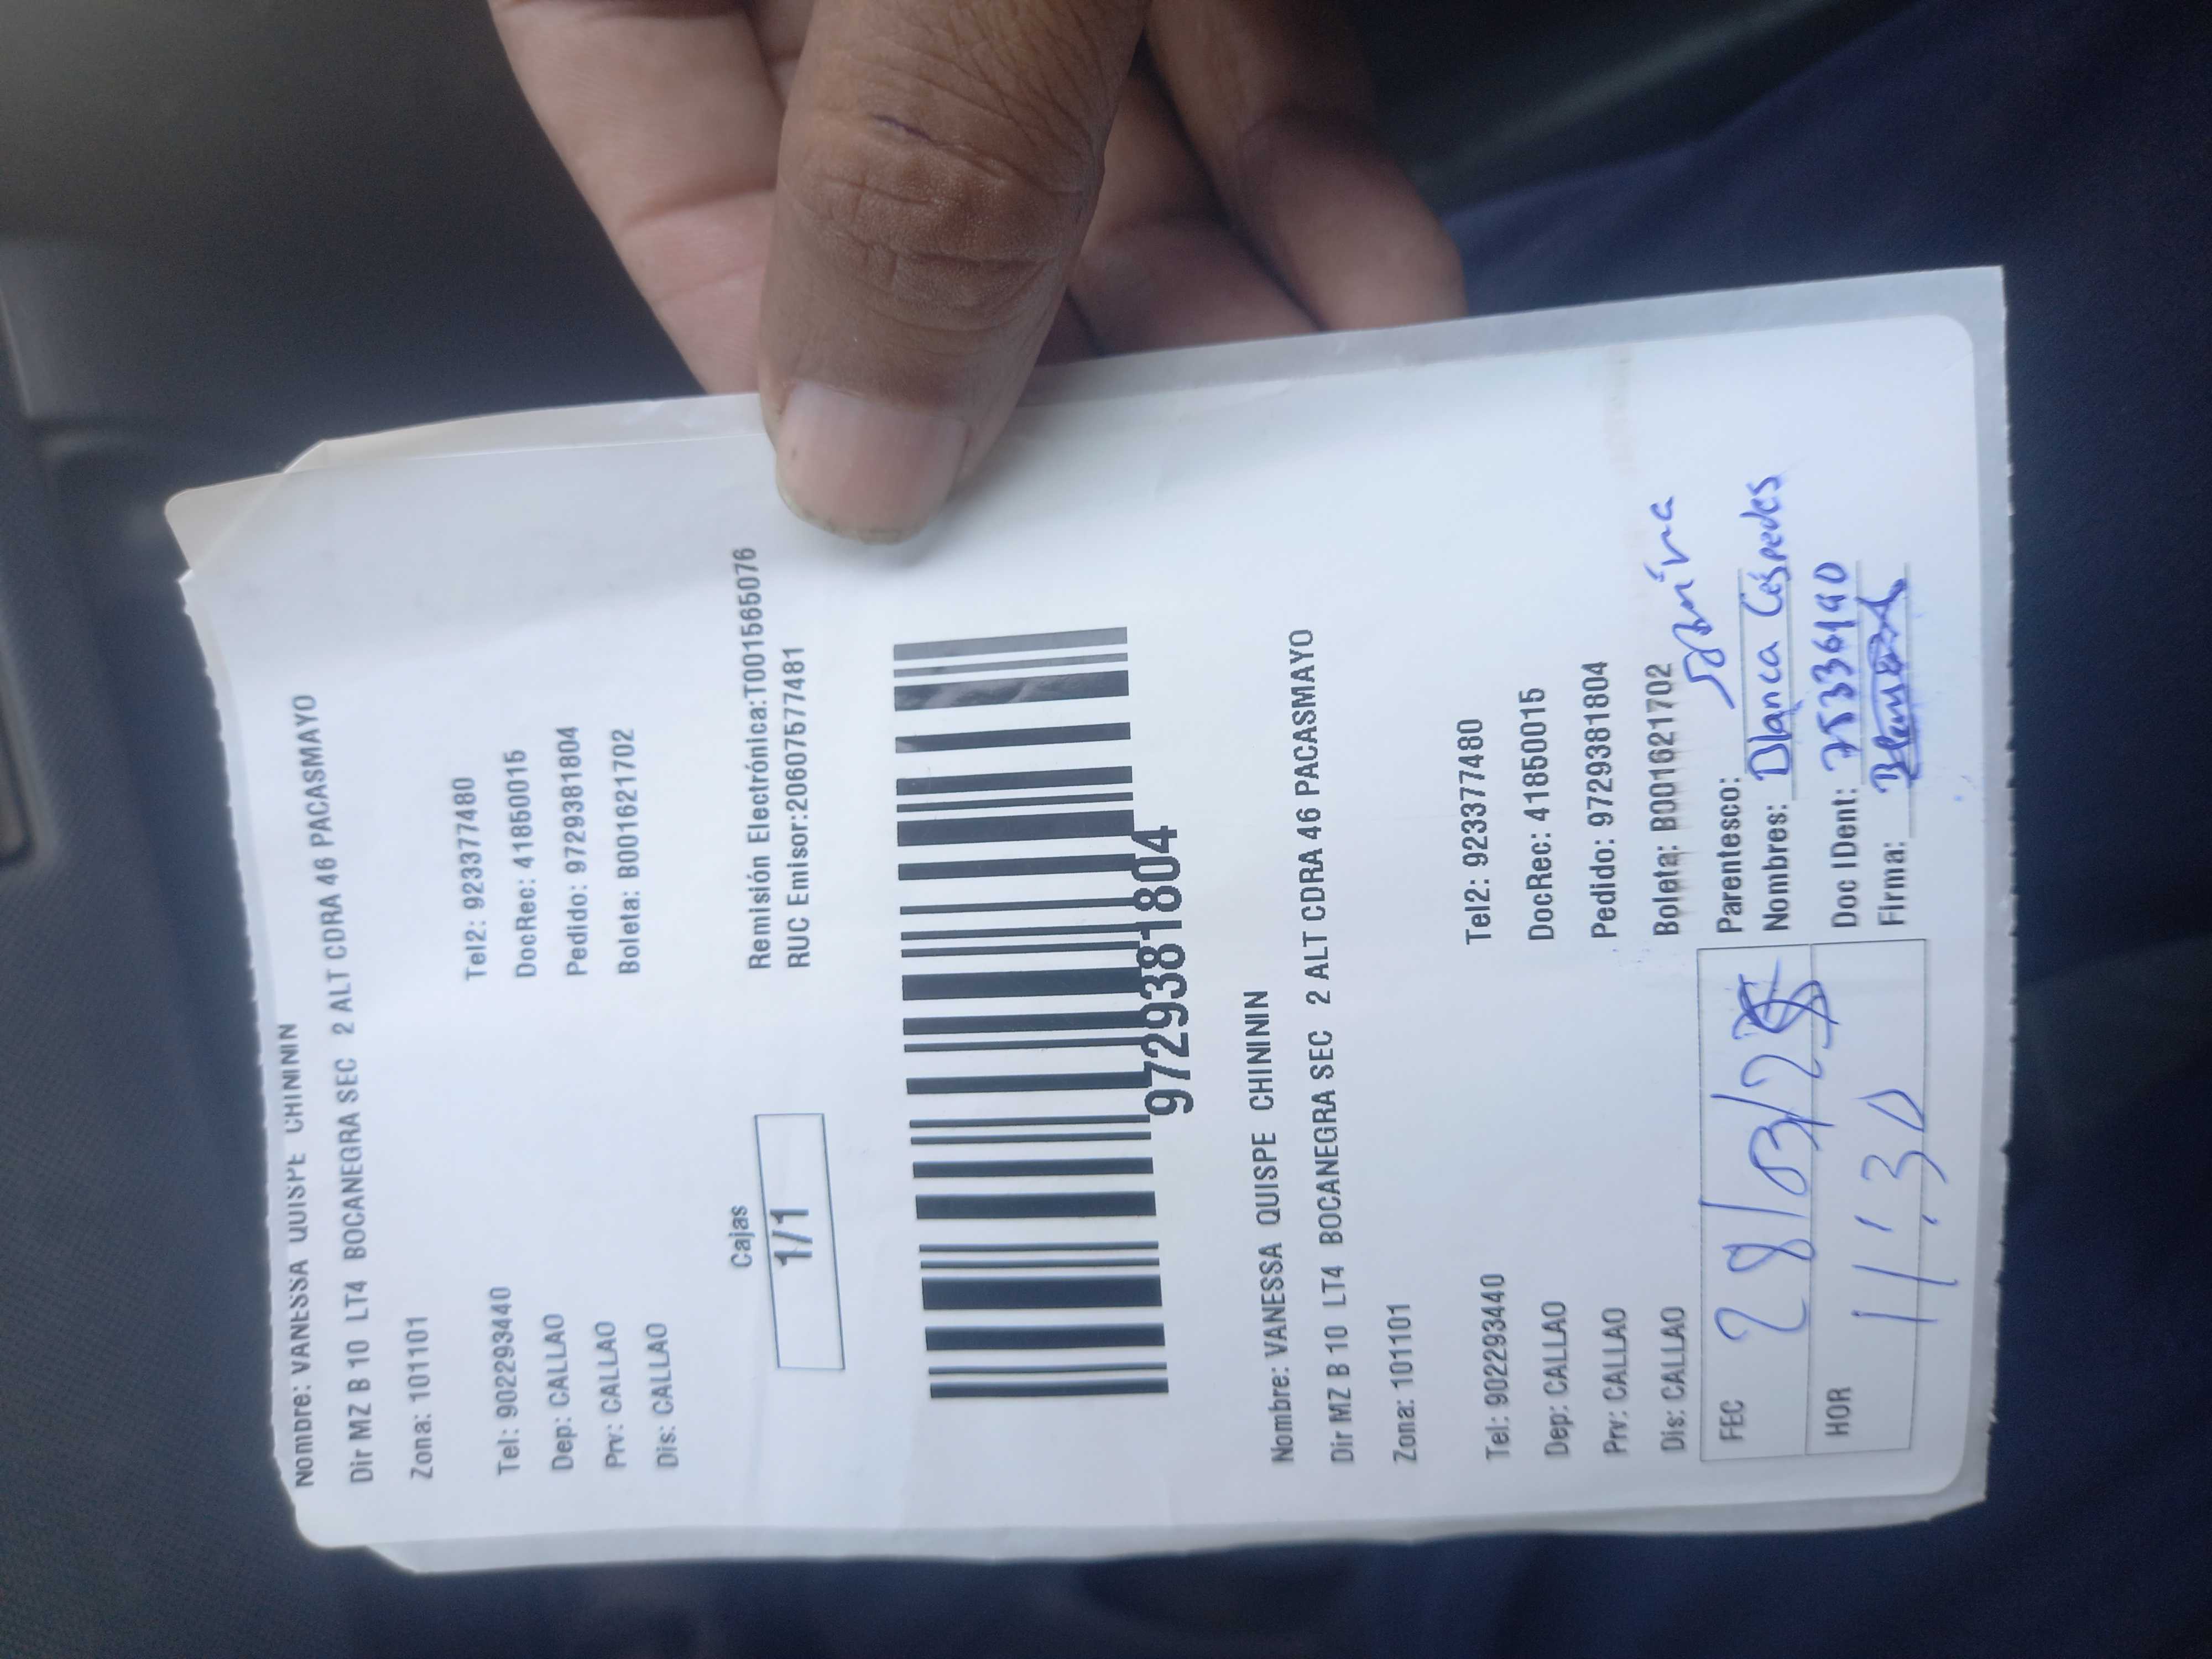 Nombre: VANESSA QUISPE CHININ
Dir MZ B 10 LT4 BOCANEGRA SEC 2 ALT CDRA 46 PACASMAYO
Zona: 101101
Tel: 902293440 Tel2: 923377480
Dep: CALLAO DocRec: 41850015
Prv: CALLAO Pedido: 9729381804
Dis: CALLAO Boleta: B001621702
Cajas Remisión Electrónica:T001565076
1/1 RUC Emisor:20607577481
9729381804
Nombre: VANESSA QUISPE CHININ
Dir MZ B 10 LT4 BOCANEGRA SEC 2 ALT CDRA 46 PACASMAYO
Zona: 101101
Tel: 902293440 Tel2: 923377480
Dep: CALLAO DocRec: 41850015
Prv: CALLAO Pedido: 9729381804
Dis: CALLAO Boleta: B001621702
FEC 28/03/25 Parentesco:
Nombres: Blanca Céspedes
HOR 11:30 Doc IDent: 75336940
Firma: